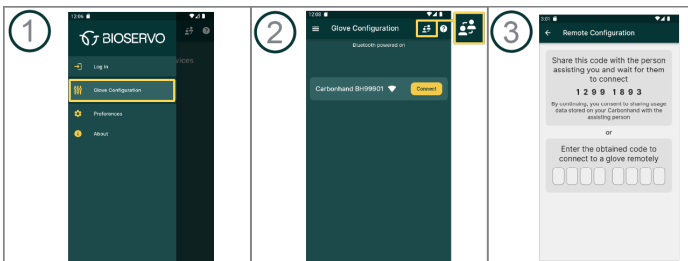 1
12:06
BIOSERVO
vices
Log In
Glove Configuration
Preferences
About
2
12:08
Glove Configuration
Bluetooth powered on
Carbonhand BH99901
Connect
3
3:01
Remote Configuration
Share this code with the person
assisting you and wait for them
to connect
1 2 9 9 1 8 9 3
By continuing, you consent to sharing usage
data stored on your Carbonhand with the
assisting person
or
Enter the obtained code to
connect to a glove remotely